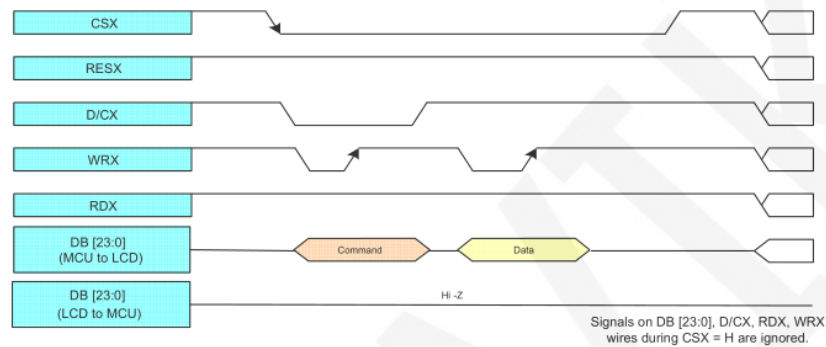 CSX
RESX
D/CX
WRX
RDX
DB [23:0]
(MCU to LCD)
Command
Data
DB [23:0]
(LCD to MCU)
Hi -Z
Signals on DB [23:0], D/CX, RDX, WRX
wires during CSX = H are ignored.